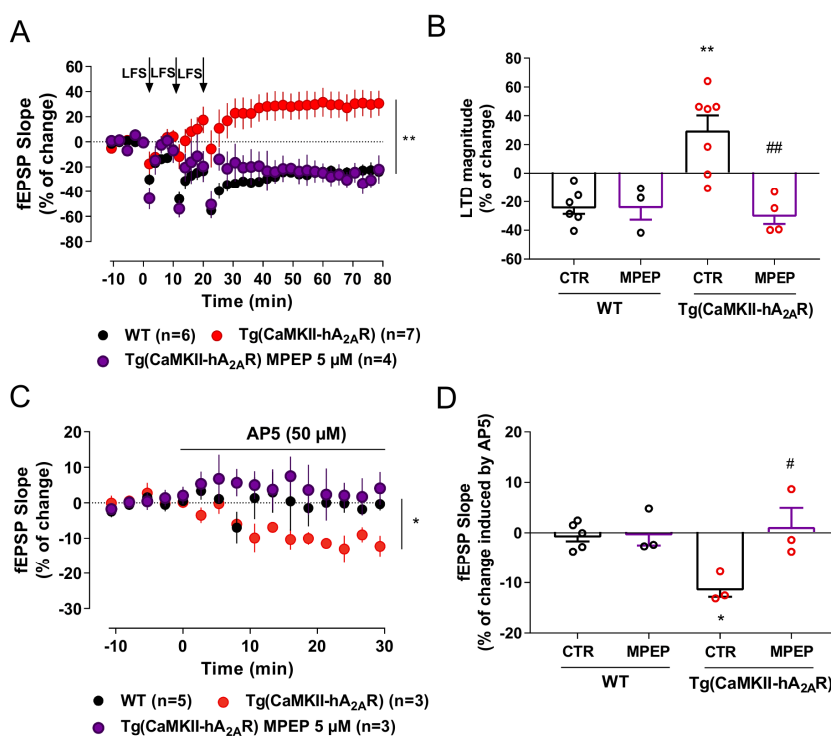 A
LFS LFS LFS
fEPSP Slope
(% of change)
60
40
20
0
-20
-40
-60
-80
**
-10 0 10 20 30 40 50 60 70 80
Time (min)
WT (n=6) Tg(CaMKII-hA2AR) (n=7)
Tg(CaMKII-hA2AR) MPEP 5 µM (n=4)
B
LTD magnitude
(% of change)
80
60
40
20
0
-20
-40
-60
**
##
CTR MPEP CTR MPEP
WT Tg(CaMKII-hA2AR)
C
AP5 (50 µM)
fEPSP Slope
(% of change)
20
10
0
-10
-20
-30
*
-10 0 10 20 30
Time (min)
WT (n=5) Tg(CaMKII-hA2AR) (n=3)
Tg(CaMKII-hA2AR) MPEP 5 µM (n=3)
D
fEPSP Slope
(% of change induced by AP5)
20
10
0
-10
-20
#
*
CTR MPEP CTR MPEP
WT Tg(CaMKII-hA2AR)